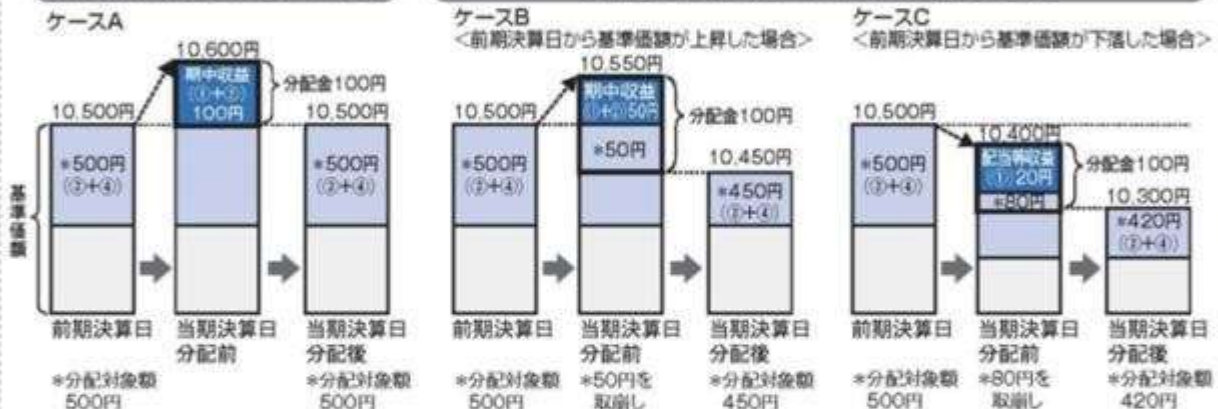 ケースA
10,600円
期中収益
(①+②)
100円
分配金100円
10,500円
10,500円
*500円
(③+④)
*500円
(③+④)
基準価額
前期決算日
当期決算日
分配前
当期決算日
分配後
*分配対象額
500円
*分配対象額
500円
ケースB
<前期決算日から基準価額が上昇した場合>
10,550円
期中収益
(①+②)50円
分配金100円
10,500円
*500円
(③+④)
*50円
10,450円
*450円
(③+④)
前期決算日
当期決算日
分配前
当期決算日
分配後
*分配対象額
500円
*50円を
取崩し
*分配対象額
450円
ケースC
<前期決算日から基準価額が下落した場合>
10,500円
*500円
(③+④)
10,400円
配当等収益
(①)20円
*80円
分配金100円
10,300円
*420円
(③+④)
前期決算日
当期決算日
分配前
当期決算日
分配後
*分配対象額
500円
*80円を
取崩し
*分配対象額
420円